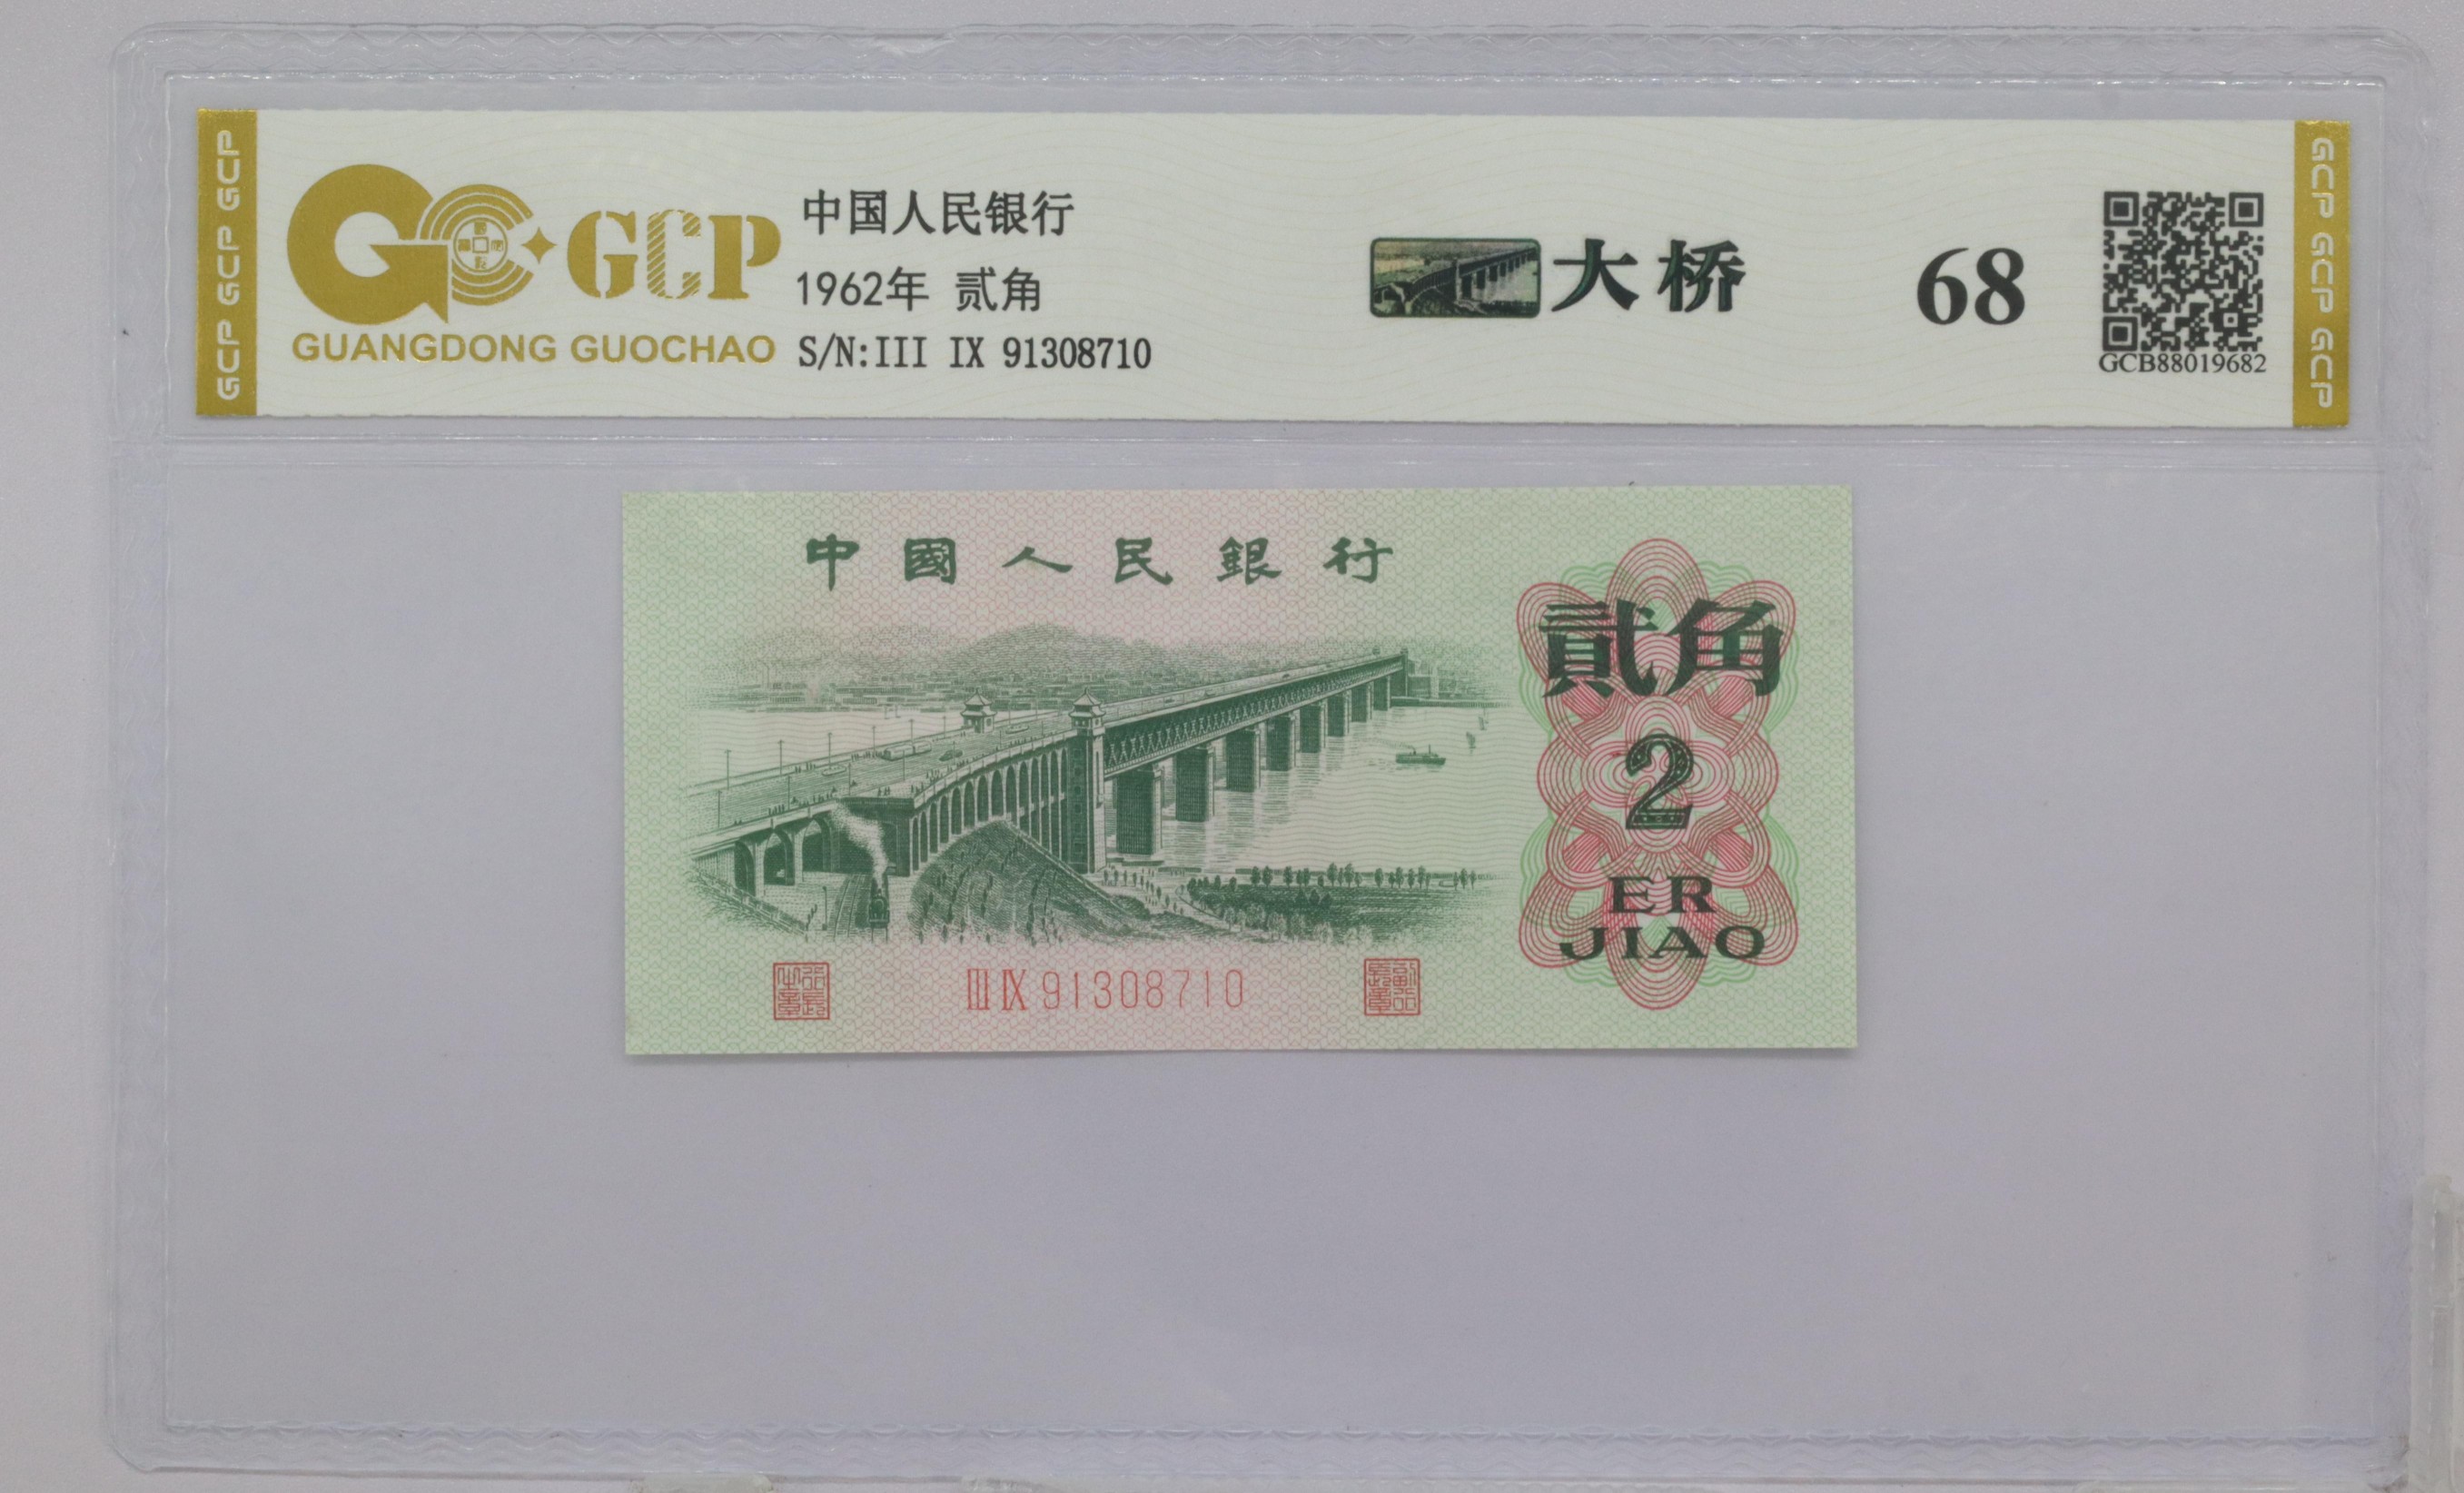 GCP GCP GCP
GCP
GUANGDONG GUOCHAO
中国人民银行
1962年 贰角
S/N:III IX 91308710
大桥
68
GCB88019682
GCP GCP GCP
中國人民銀行
貳角
2
ER
JIAO
III IX 91308710